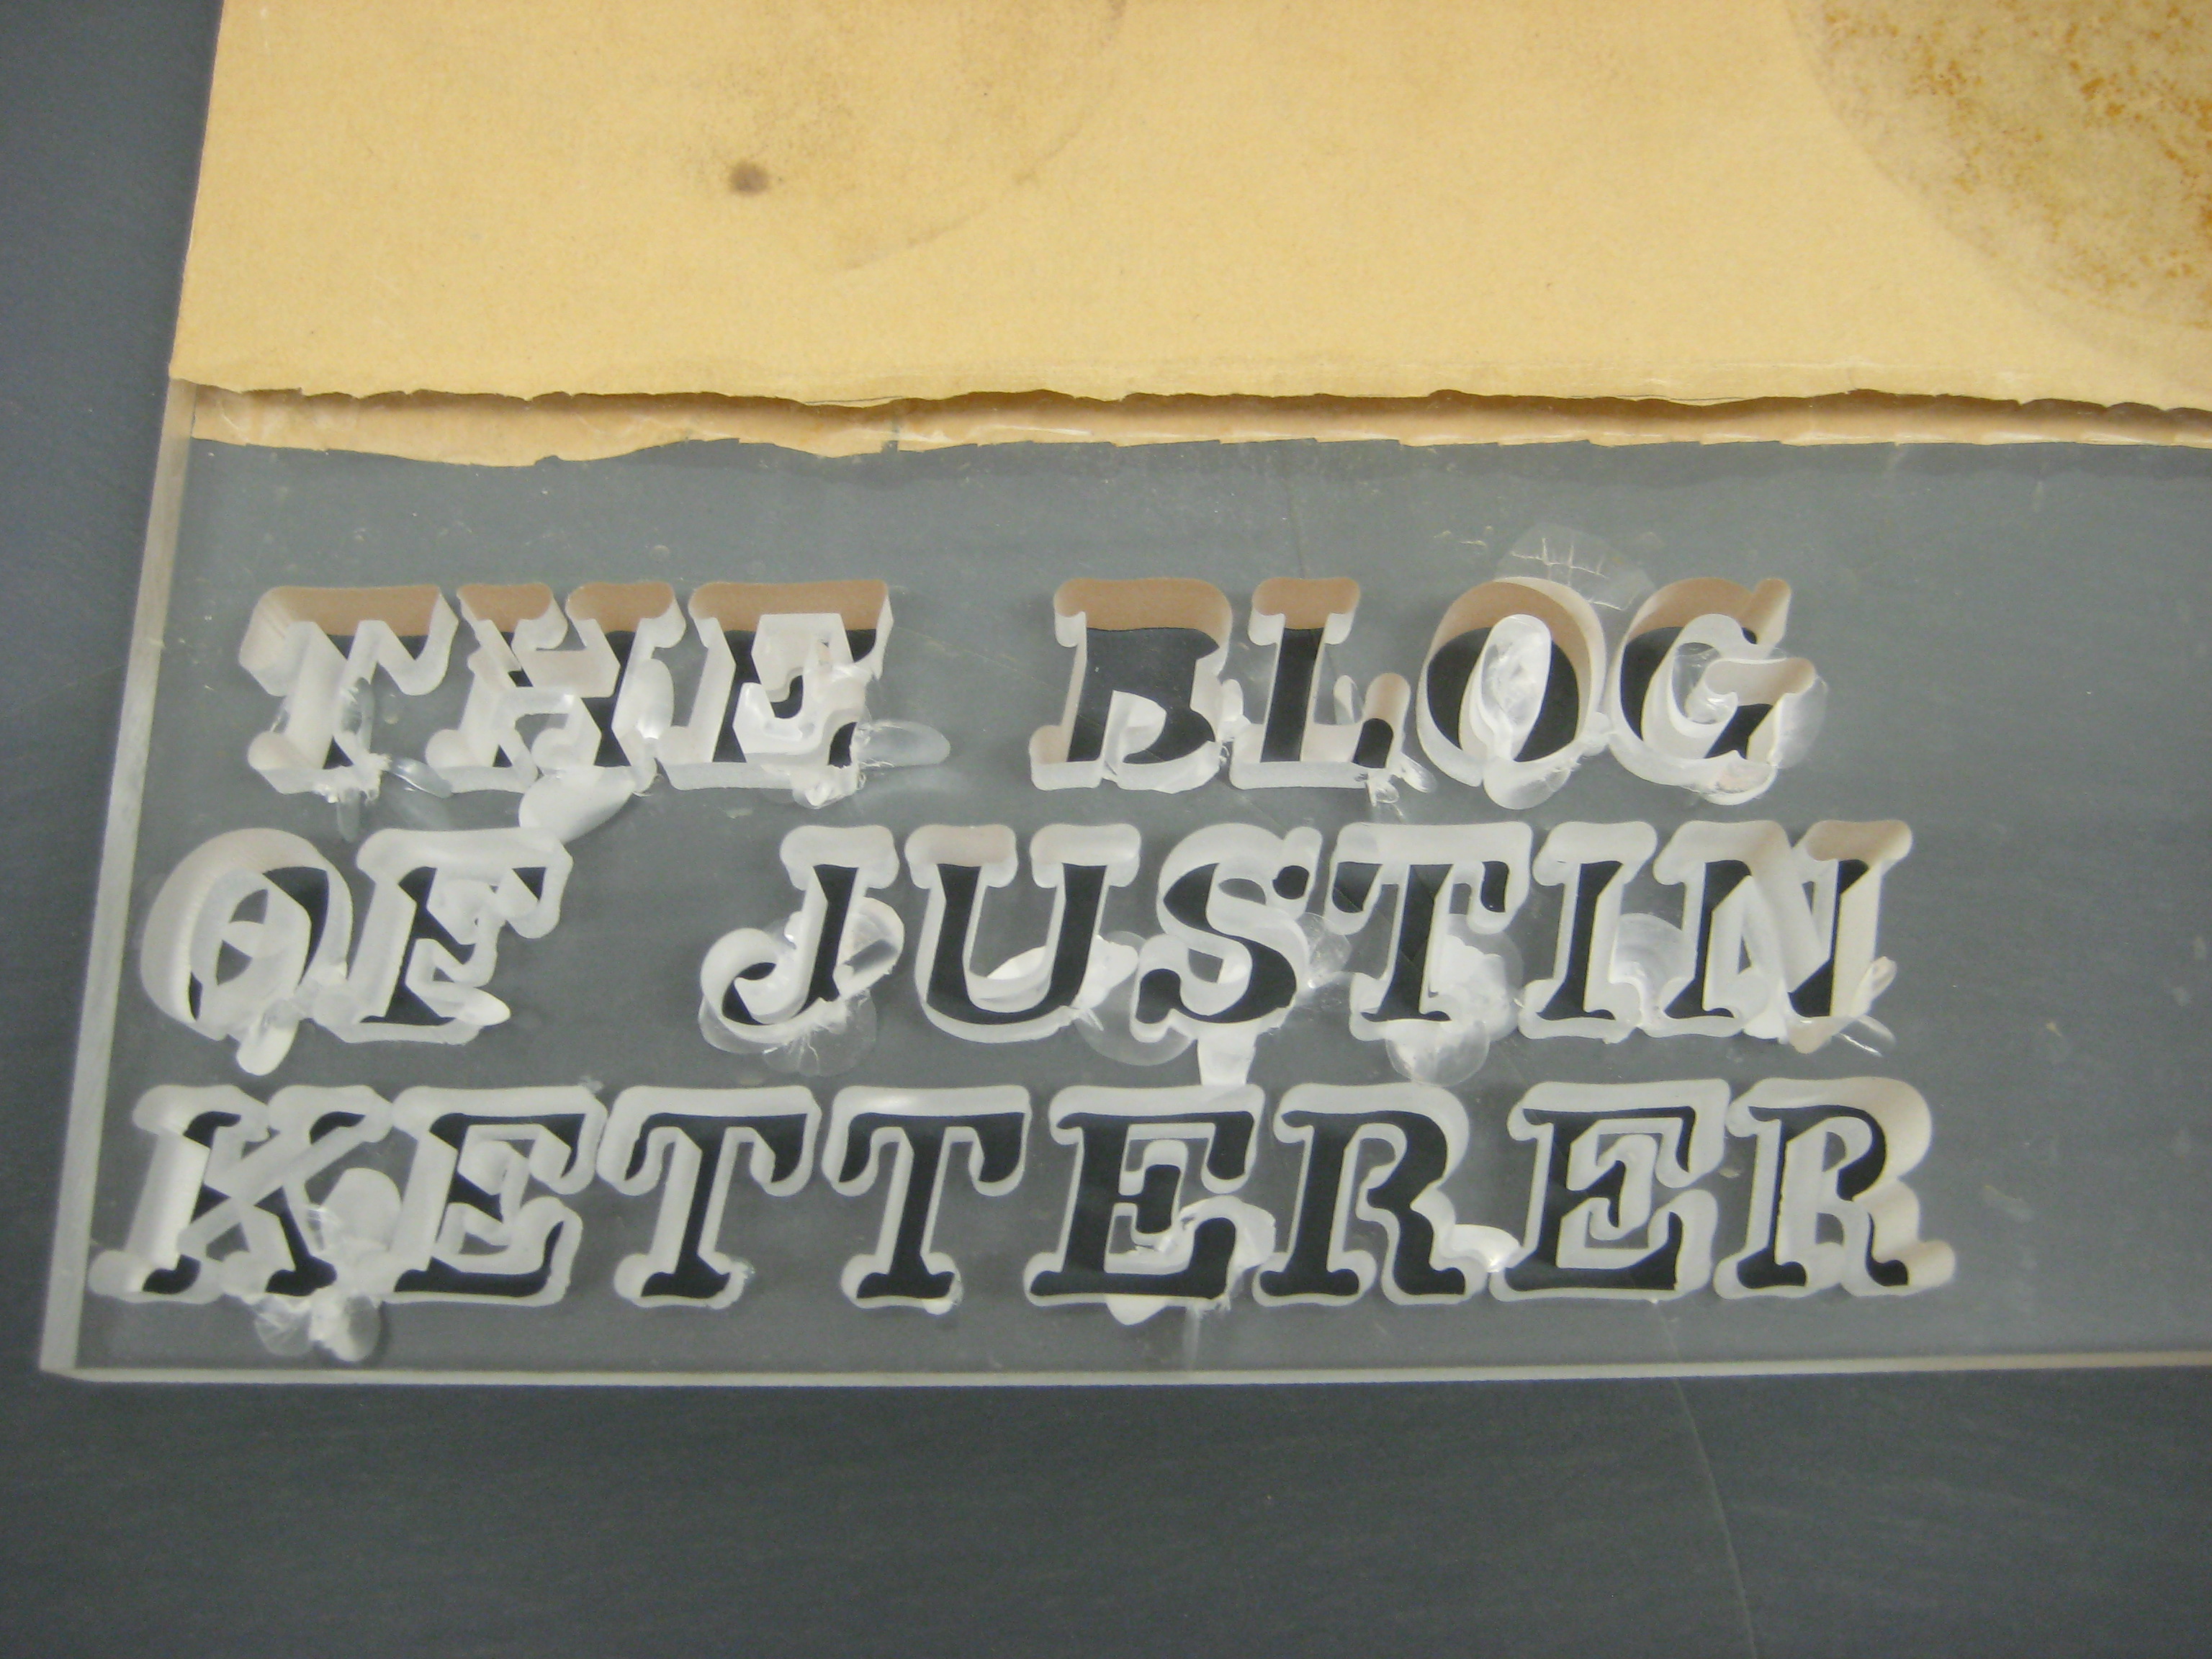 THE BLOG
OF JUSTIN
KETTERER